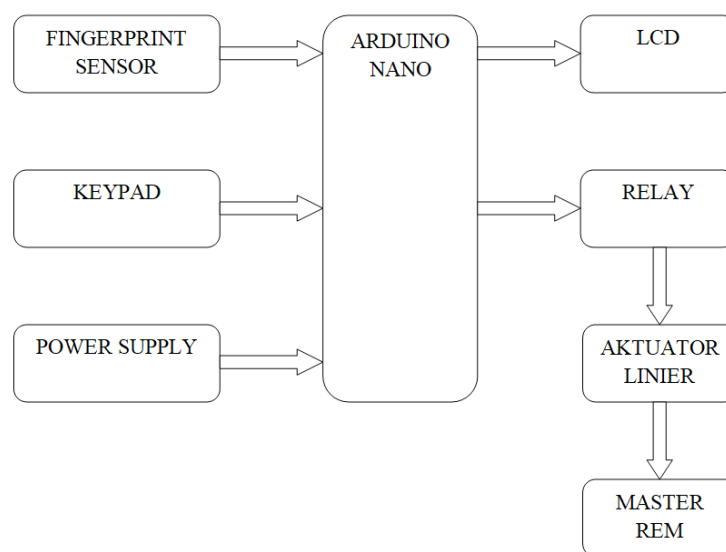 FINGERPRINT
SENSOR
ARDUINO
NANO
LCD
KEYPAD
RELAY
POWER SUPPLY
AKTUATOR
LINIER
MASTER
REM